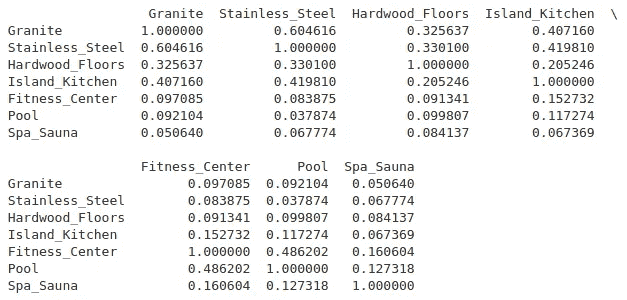 Granite  Stainless_Steel  Hardwood_Floors  Island_Kitchen  \
Granite          1.000000         0.604616         0.325637        0.407160
Stainless_Steel  0.604616         1.000000         0.330100        0.419810
Hardwood_Floors  0.325637         0.330100         1.000000        0.205246
Island_Kitchen   0.407160         0.419810         0.205246        1.000000
Fitness_Center   0.097085         0.083875         0.091341        0.152732
Pool             0.092104         0.037874         0.099807        0.117274
Spa_Sauna        0.050640         0.067774         0.084137        0.067369

                 Fitness_Center      Pool  Spa_Sauna
Granite                0.097085  0.092104   0.050640
Stainless_Steel        0.083875  0.037874   0.067774
Hardwood_Floors        0.091341  0.099807   0.084137
Island_Kitchen         0.152732  0.117274   0.067369
Fitness_Center         1.000000  0.486202   0.160604
Pool                   0.486202  1.000000   0.127318
Spa_Sauna              0.160604  0.127318   1.000000